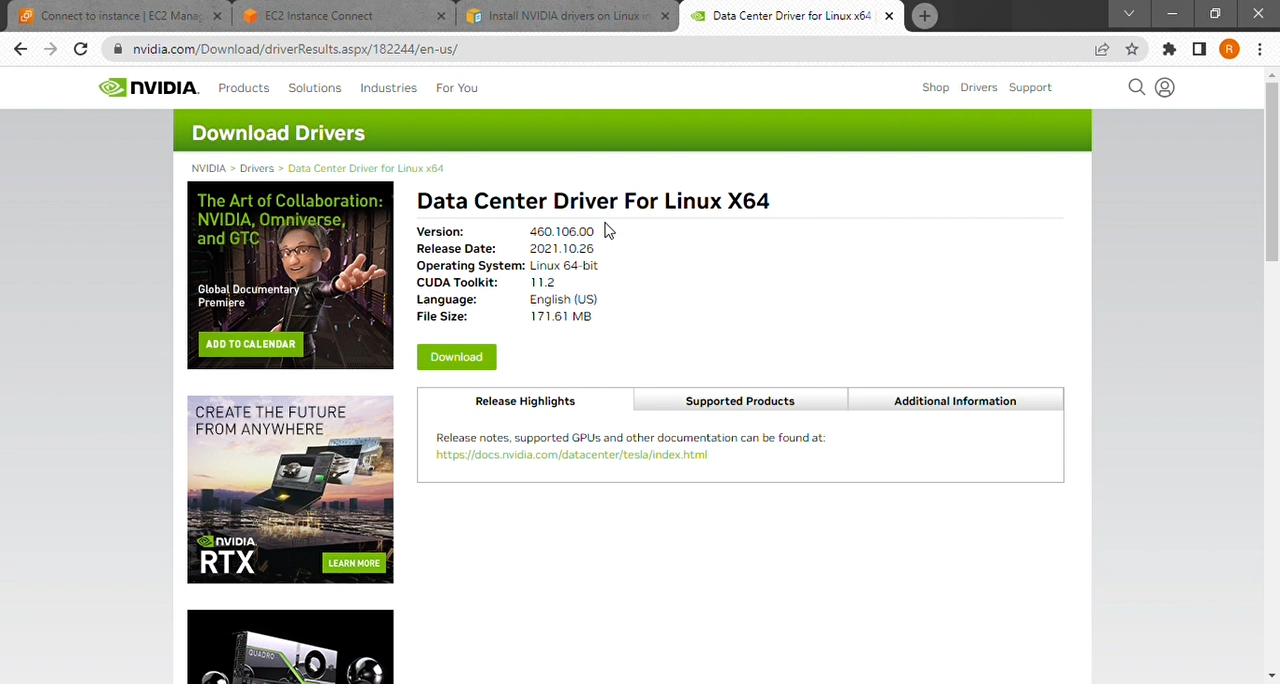 Connect to instance | EC2 Manag
EC2 Instance Connect
Install NVIDIA drivers on Linux in
Data Center Driver for Linux x64
nvidia.com/Download/driverResults.aspx/182244/en-us/
R
NVIDIA.
Products
Solutions
Industries
For You
Shop
Drivers
Support
Download Drivers
NVIDIA > Drivers > Data Center Driver for Linux x64
The Art of Collaboration:
NVIDIA, Omniverse,
and GTC
Global Documentary
Premiere
ADD TO CALENDAR
Data Center Driver For Linux X64
Version: 460.106.00
Release Date: 2021.10.26
Operating System: Linux 64-bit
CUDA Toolkit: 11.2
Language: English (US)
File Size: 171.61 MB
Download
Release Highlights
Supported Products
Additional Information
Release notes, supported GPUs and other documentation can be found at:
https://docs.nvidia.com/datacenter/tesla/index.html
CREATE THE FUTURE
FROM ANYWHERE
NVIDIA.
RTX
LEARN MORE
QUADRO